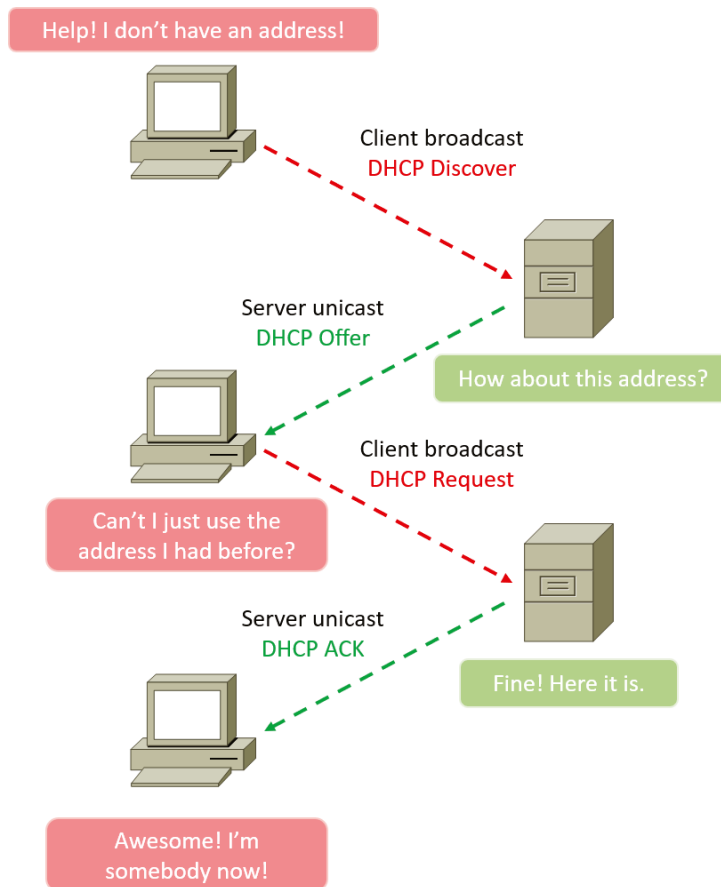 Help! I don't have an address!
Client broadcast
DHCP Discover
Server unicast
DHCP Offer
How about this address?
Client broadcast
DHCP Request
Can't I just use the
address I had before?
Server unicast
DHCP ACK
Fine! Here it is.
Awesome! I'm
somebody now!